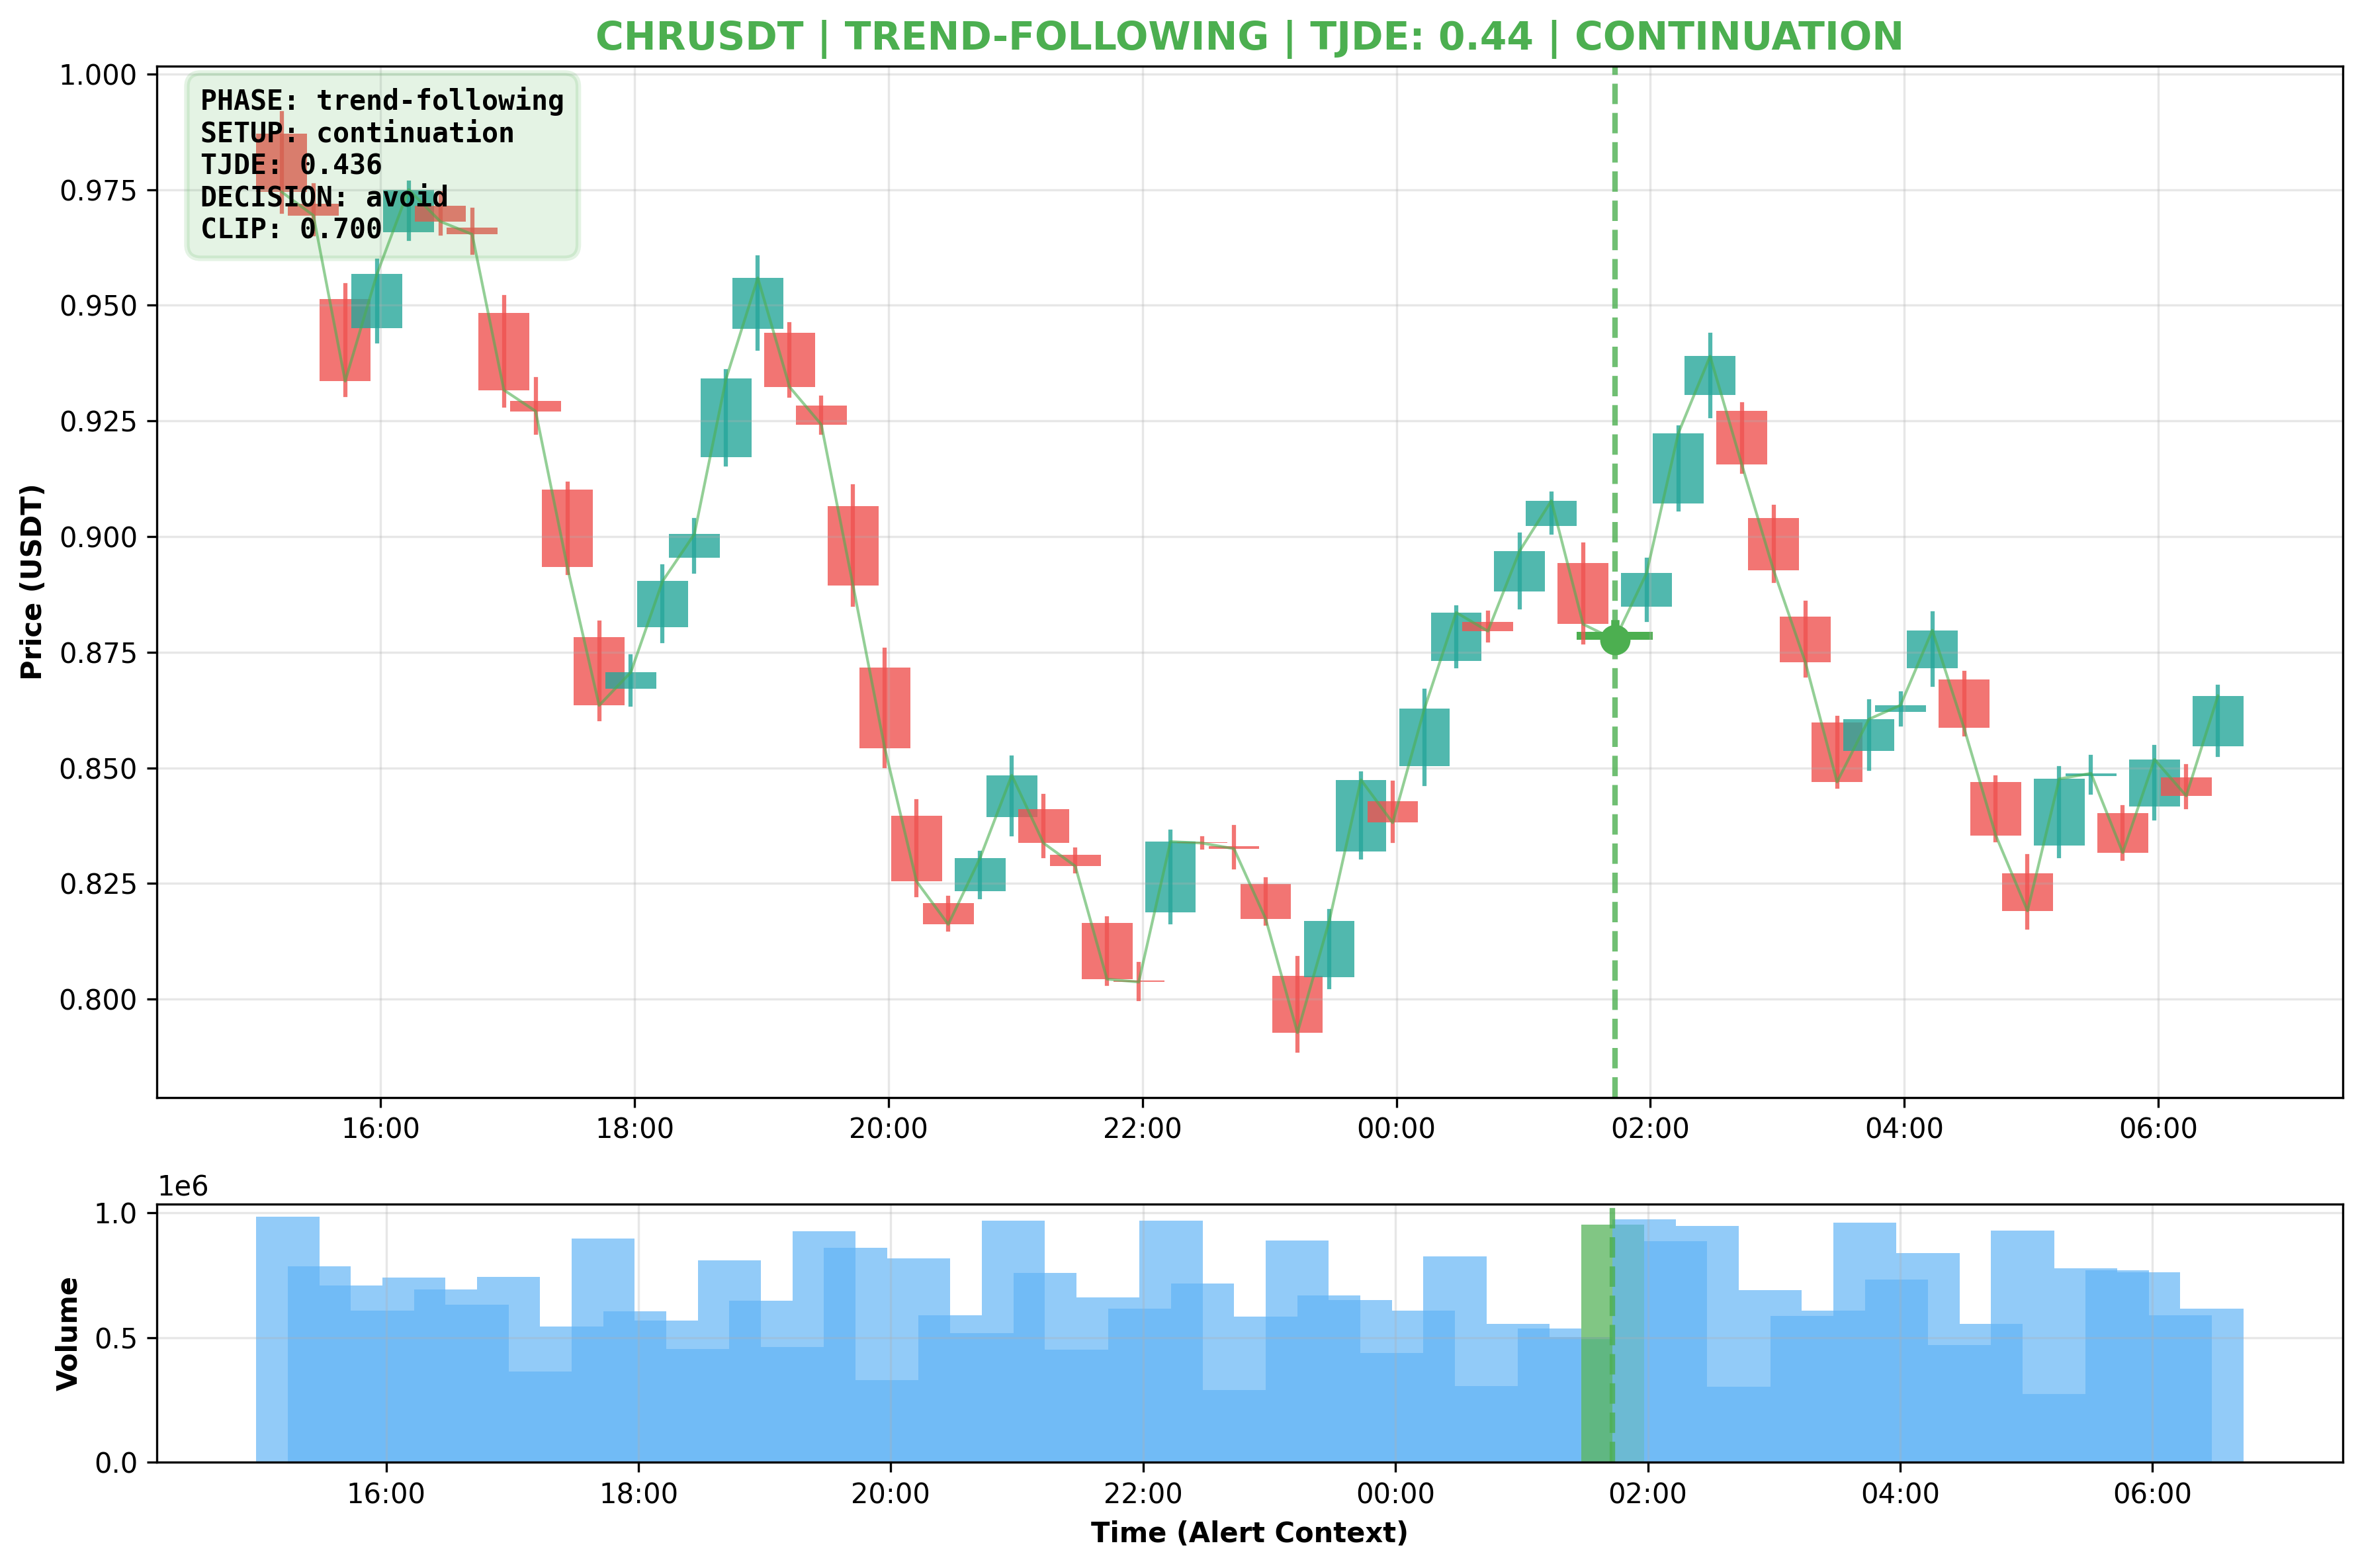 CHRUSDT | TREND-FOLLOWING | TJDE: 0.44 | CONTINUATION
PHASE: trend-following
SETUP: continuation
TJDE: 0.436
DECISION: avoid
CLIP: 0.700
Price (USDT)
1.000
0.975
0.950
0.925
0.900
0.875
0.850
0.825
0.800
16:00 18:00 20:00 22:00 00:00 02:00 04:00 06:00
1e6
Volume
1.0
0.5
0.0
16:00 18:00 20:00 22:00 00:00 02:00 04:00 06:00
Time (Alert Context)